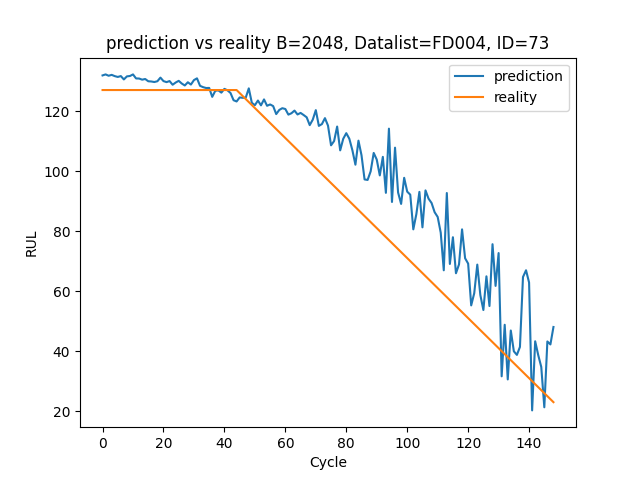 prediction vs reality B=2048, Datalist=FD004, ID=73
prediction
reality
120
100
80
60
40
20
RUL
0 20 40 60 80 100 120 140
Cycle